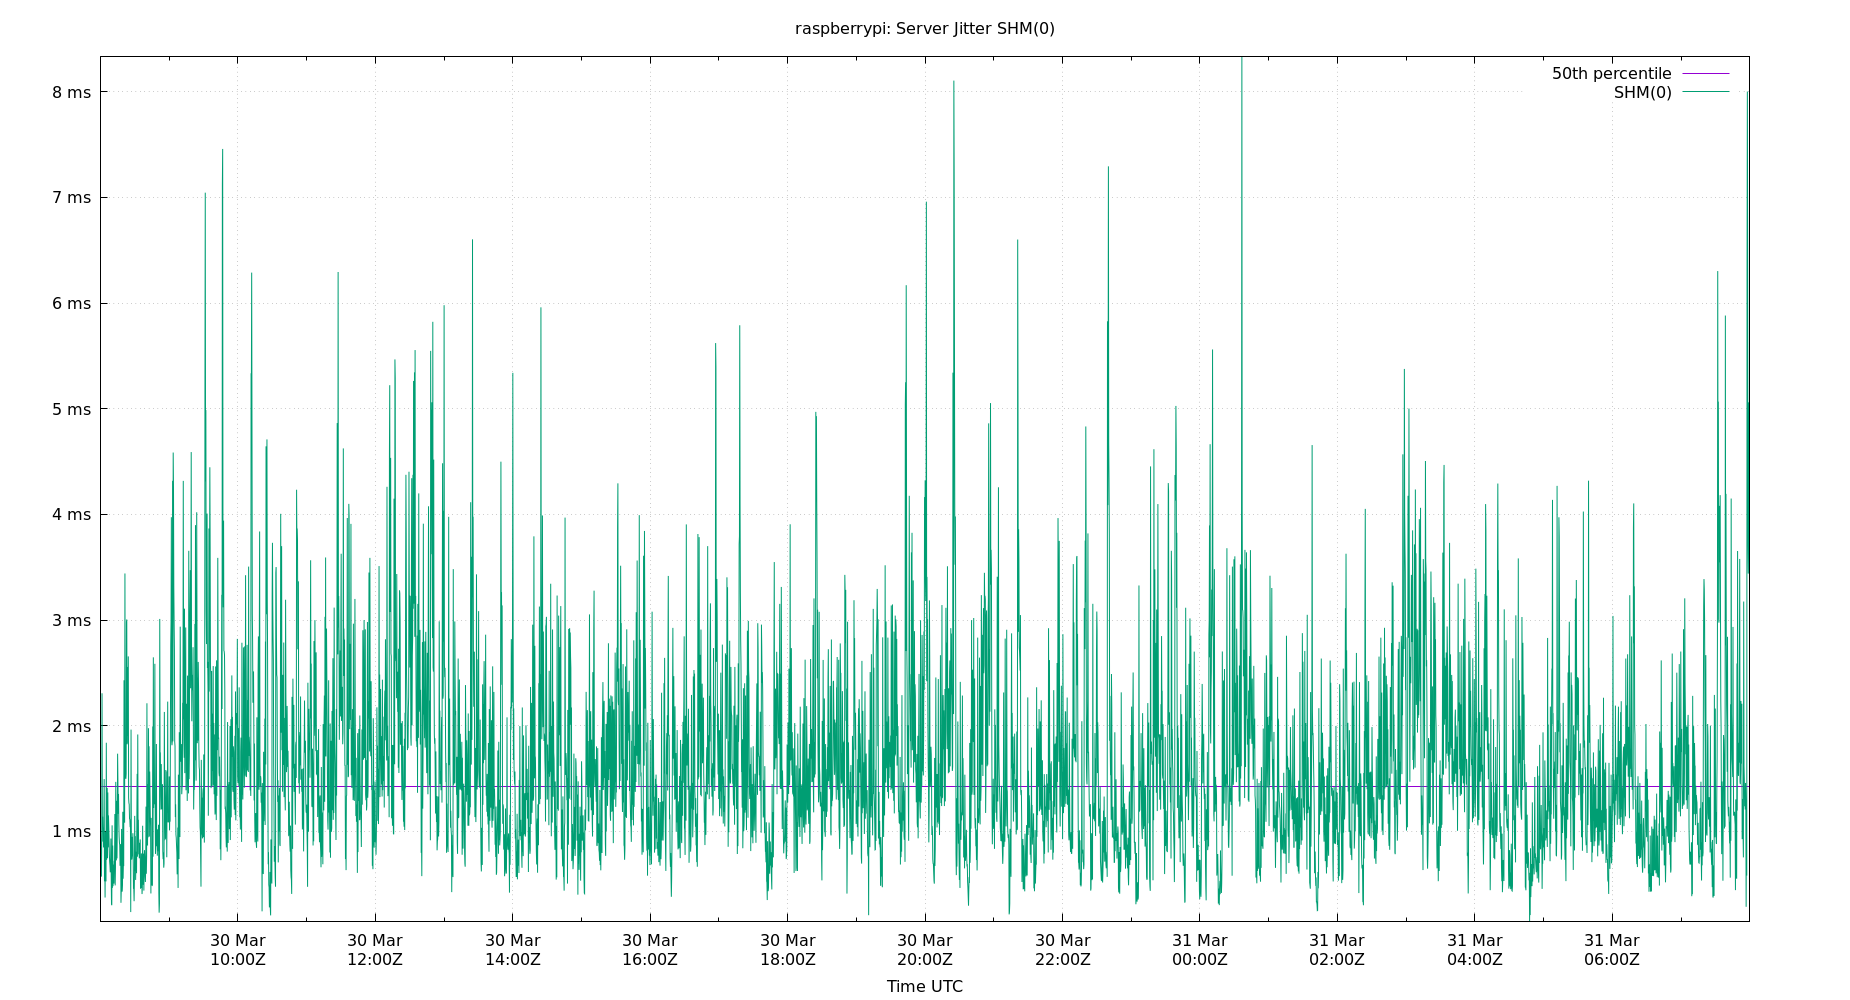 raspberrypi: Server Jitter SHM(0)
50th percentile
SHM(0)
8 ms
7 ms
6 ms
5 ms
4 ms
3 ms
2 ms
1 ms
30 Mar 30 Mar 30 Mar 30 Mar 30 Mar 30 Mar 30 Mar 31 Mar 31 Mar 31 Mar 31 Mar
10:00Z 12:00Z 14:00Z 16:00Z 18:00Z 20:00Z 22:00Z 00:00Z 02:00Z 04:00Z 06:00Z
Time UTC